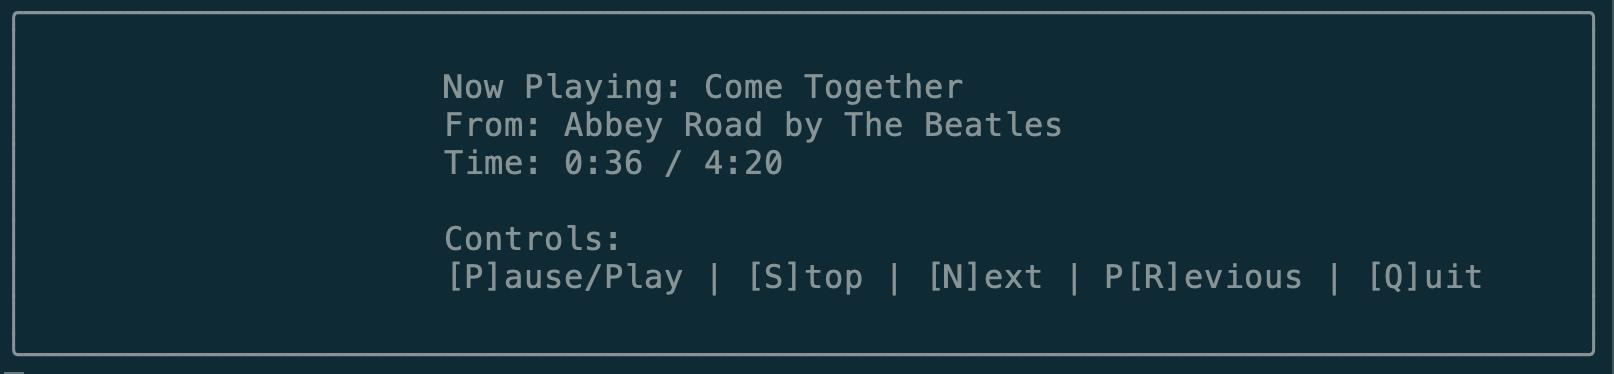 Now Playing: Come Together
From: Abbey Road by The Beatles
Time: 0:36 / 4:20
Controls:
[P]ause/Play | [S]top | [N]ext | P[R]evious | [Q]uit